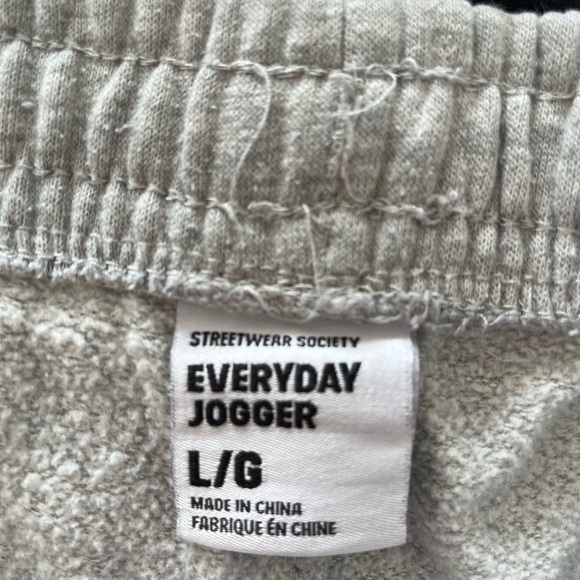 STREETWEAR SOCIETY
EVERYDAY
JOGGER
L/G
MADE IN CHINA
FABRIQUE ÉN CHINE